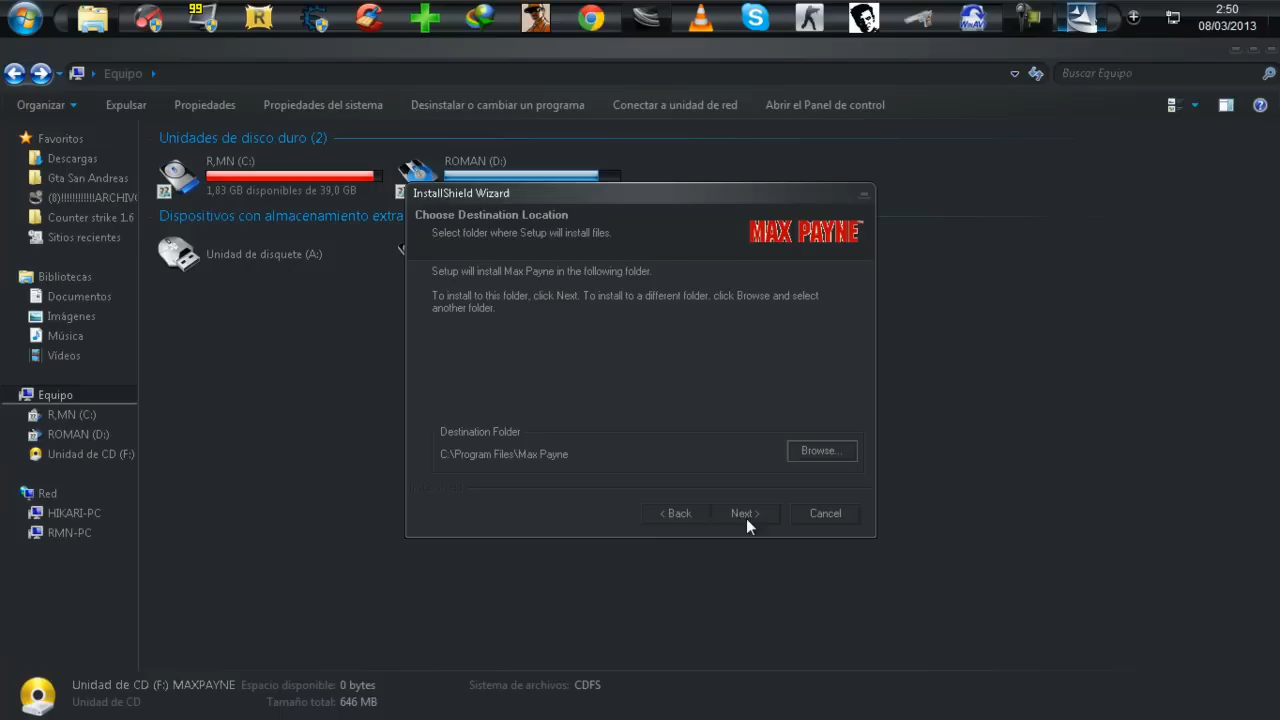 99
2:50
08/03/2013
Equipo
Buscar Equipo
Organizar
Expulsar
Propiedades
Propiedades del sistema
Desinstalar o cambiar un programa
Conectar a unidad de red
Abrir el Panel de control
Favoritos
Descargas
Gta San Andreas
(8)!!!!!!!!!!!!ARCHIV
Counter strike 1.6
Sitios recientes
Bibliotecas
Documentos
Imágenes
Música
Vídeos
Equipo
R,MN (C:)
ROMAN (D:)
Unidad de CD (F:)
Red
HIKARI-PC
RMN-PC
Unidades de disco duro (2)
R,MN (C:)
1,83 GB disponibles de 39,0 GB
ROMAN (D:)
Dispositivos con almacenamiento extra
Unidad de disquete (A:)
InstallShield Wizard
Choose Destination Location
Select folder where Setup will install files.
MAX PAYNE
Setup will install Max Payne in the following folder.
To install to this folder, click Next. To install to a different folder, click Browse and select
another folder.
Destination Folder
C:\Program Files\Max Payne
Browse...
< Back
Next >
Cancel
Unidad de CD (F:) MAXPAYNE
Espacio disponible: 0 bytes
Sistema de archivos: CDFS
Unidad de CD
Tamaño total: 646 MB